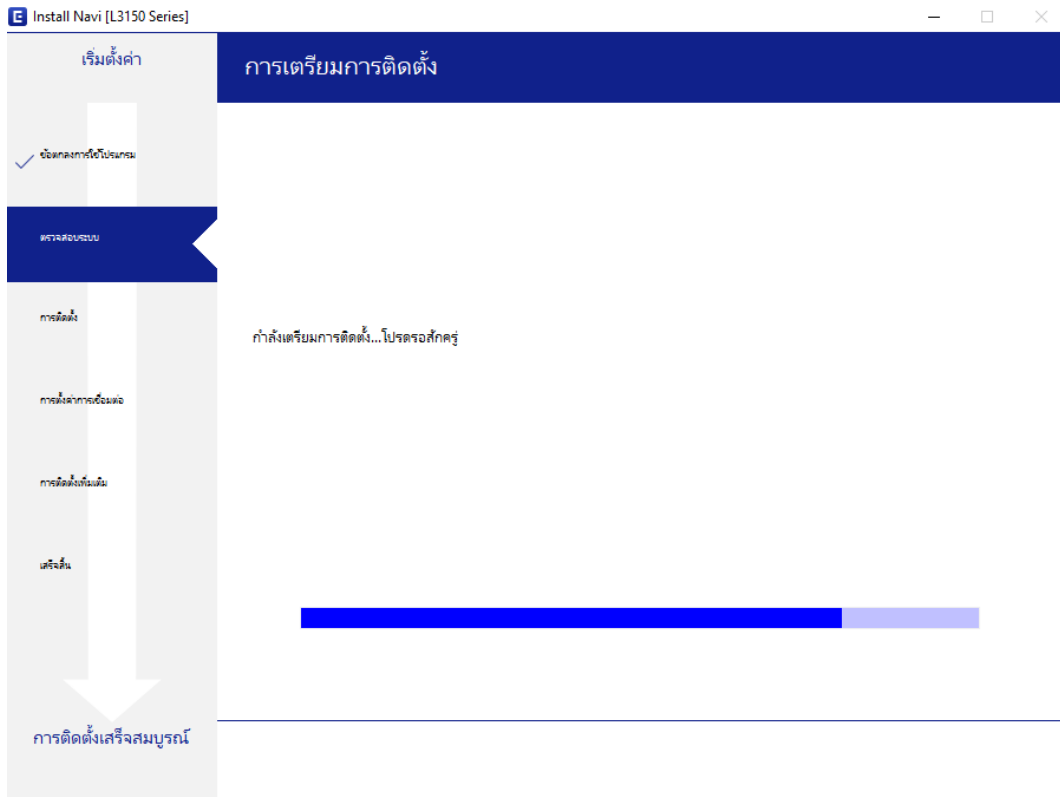 Install Navi [L3150 Series]
เริ่มตั้งค่า
การเตรียมการติดตั้ง
ข้อตกลงการใช้โปรแกรม
ตรวจสอบระบบ
การติดตั้ง
กำลังเตรียมการติดตั้ง...โปรดรอสักครู่
การตั้งค่าการเชื่อมต่อ
การติดตั้งเพิ่มเติม
เสร็จสิ้น
การติดตั้งเสร็จสมบูรณ์